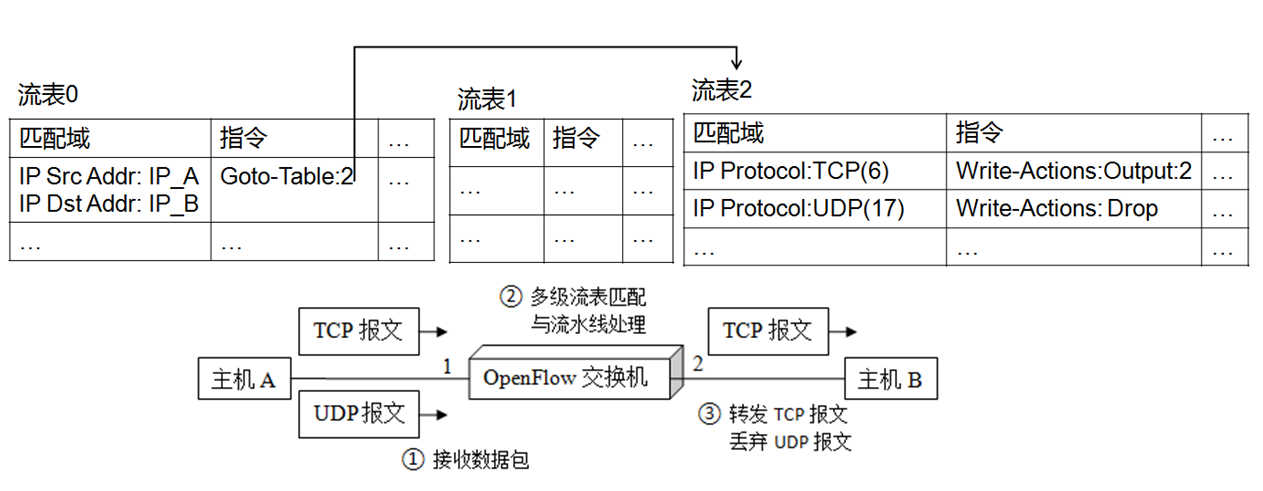 流表0
匹配域 指令 …
IP Src Addr: IP_A
IP Dst Addr: IP_B Goto-Table:2 …
… … …
流表1
匹配域 指令 …
… … …
… … …
流表2
匹配域 指令 …
IP Protocol:TCP(6) Write-Actions:Output:2 …
IP Protocol:UDP(17) Write-Actions: Drop …
… … …
② 多级流表匹配
与流水线处理
TCP 报文
TCP 报文
主机 A
1
OpenFlow 交换机
2
主机 B
UDP 报文
③ 转发 TCP 报文
丢弃 UDP 报文
① 接收数据包